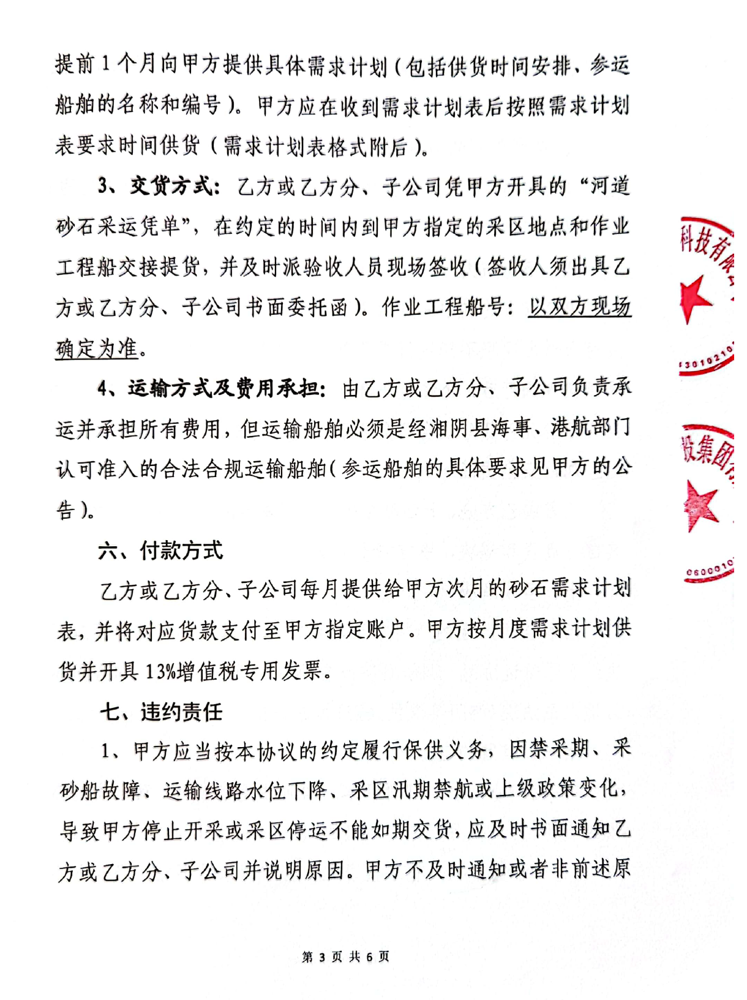 提前1个月向甲方提供具体需求计划(包括供货时间安排、参运
船舶的名称和编号)。甲方应在收到需求计划表后按照需求计划
表要求时间供货(需求计划表格式附后)。
3、交货方式:乙方或乙方分、子公司凭甲方开具的“河道
砂石采运凭单”,在约定的时间内到甲方指定的采区地点和作业
工程船交接提货,并及时派验收人员现场签收(签收人须出具乙
方或乙方分、子公司书面委托函)。作业工程船号:以双方现场
确定为准。
4、运输方式及费用承担:由乙方或乙方分、子公司负责承
运并承担所有费用,但运输船舶必须是经湘阴县海事、港航部门
认可准入的合法合规运输船舶(参运船舶的具体要求见甲方的公
告)。
六、付款方式
乙方或乙方分、子公司每月提供给甲方次月的砂石需求计划
表,并将对应货款支付至甲方指定账户。甲方按月度需求计划供
货并开具13%增值税专用发票。
七、违约责任
1、甲方应当按本协议的约定履行保供义务,因禁采期、采
砂船故障、运输线路水位下降、采区汛期禁航或上级政策变化,
导致甲方停止开采或采区停运不能如期交货,应及时书面通知乙
方或乙方分、子公司并说明原因。甲方不及时通知或者非前述原
第3页共6页
科技有限
43010210
投集团有
0600010